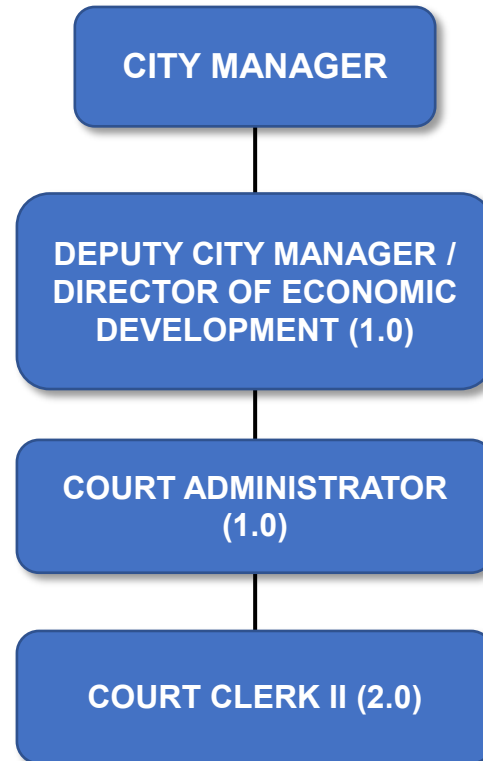 CITY MANAGER
DEPUTY CITY MANAGER /
DIRECTOR OF ECONOMIC
DEVELOPMENT (1.0)
COURT ADMINISTRATOR
(1.0)
COURT CLERK II (2.0)